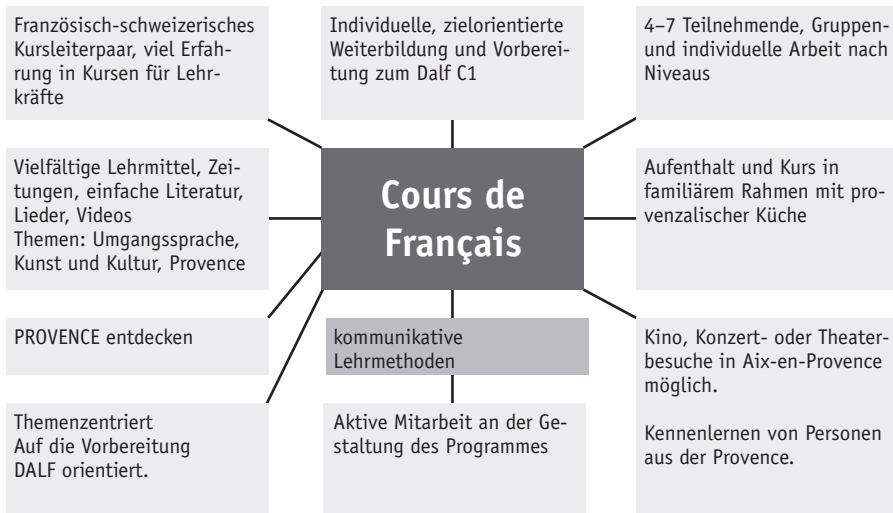 Französisch-schweizerisches
Kursleiterpaar, viel Erfah-
rung in Kursen für Lehr-
kräfte
Individuelle, zielorientierte
Weiterbildung und Vorberei-
tung zum Dalf C1
4–7 Teilnehmende, Gruppen-
und individuelle Arbeit nach
Niveaus
Vielfältige Lehrmittel, Zei-
tungen, einfache Literatur,
Lieder, Videos
Themen: Umgangssprache,
Kunst und Kultur, Provence
Cours de
Français
Aufenthalt und Kurs in
familiärem Rahmen mit pro-
venzalischer Küche
PROVENCE entdecken
kommunikative
Lehrmethoden
Kino, Konzert- oder Theater-
besuche in Aix-en-Provence
möglich.
Kennenlernen von Personen
aus der Provence.
Themenzentriert
Auf die Vorbereitung
DALF orientiert.
Aktive Mitarbeit an der Ge-
staltung des Programmes